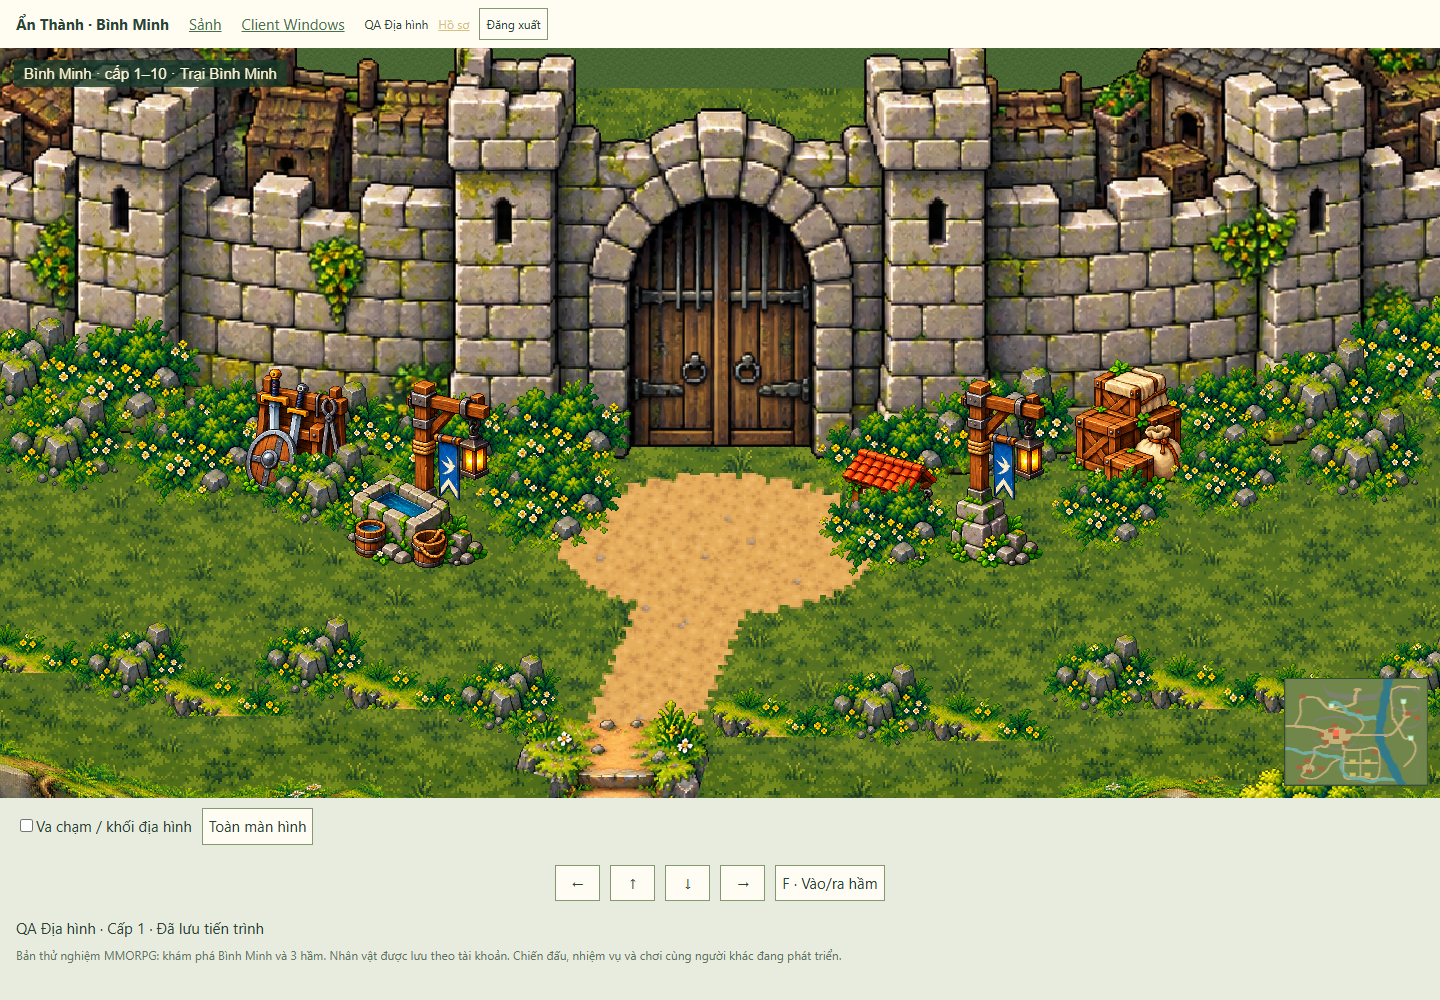 Ẩn Thành · Bình Minh Sảnh Client Windows QA Địa hình Hồ sơ Đăng xuất
Bình Minh · cấp 1–10 · Trại Bình Minh
Va chạm / khối địa hình Toàn màn hình
← ↑ ↓ → F · Vào/ra hầm
QA Địa hình · Cấp 1 · Đã lưu tiến trình
Bản thử nghiệm MMORPG: khám phá Bình Minh và 3 hầm. Nhân vật được lưu theo tài khoản. Chiến đấu, nhiệm vụ và chơi cùng người khác đang phát triển.